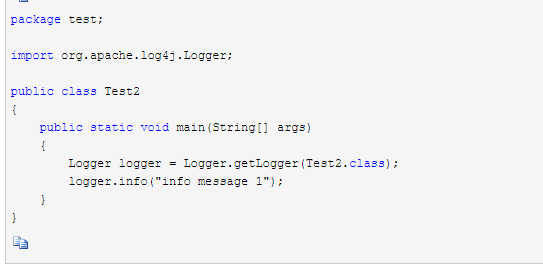 package test;
import org.apache.log4j.Logger;
public class Test2
{
public static void main(String[] args)
{
Logger logger = Logger.getLogger(Test2.class);
logger.info("info message 1");
}
}